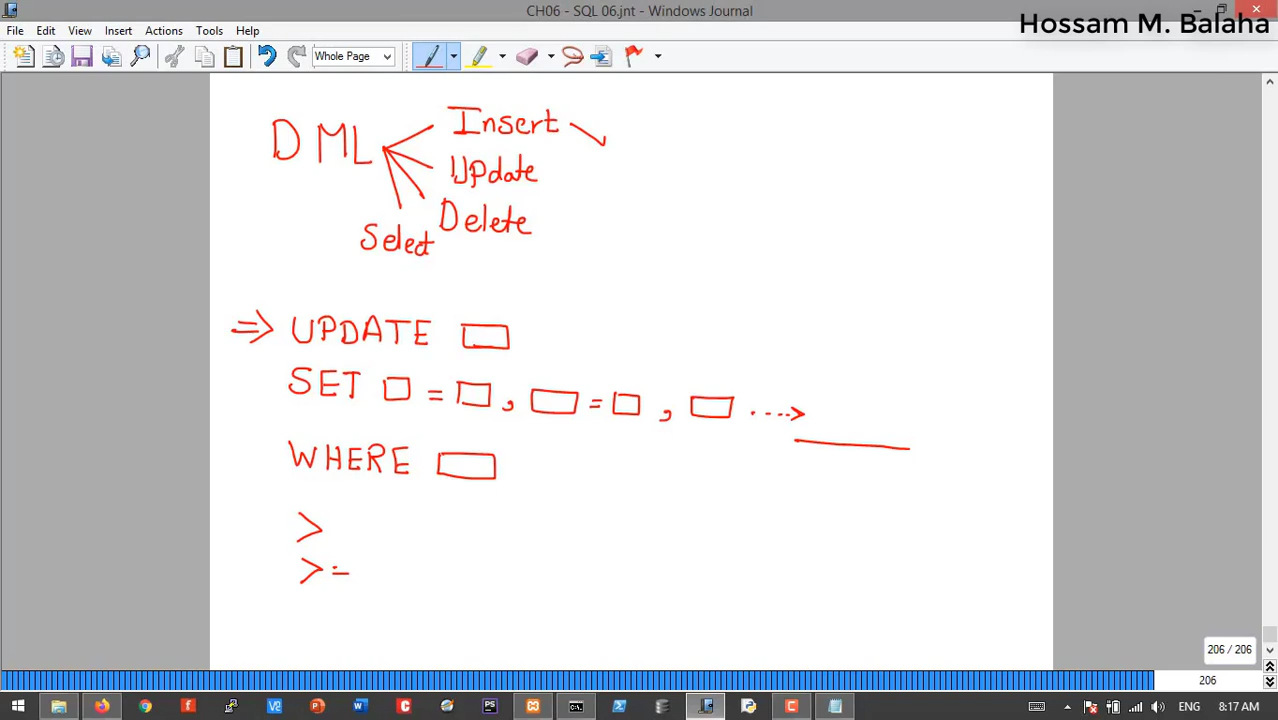 CH06 - SQL 06.jnt - Windows Journal
Hossam M. Balaha
File Edit View Insert Actions Tools Help
Whole Page
DML
Insert
Update
Delete
Select
=> UPDATE
SET = , = , ....>
WHERE
>
>=
206 / 206
206
ENG 8:17 AM